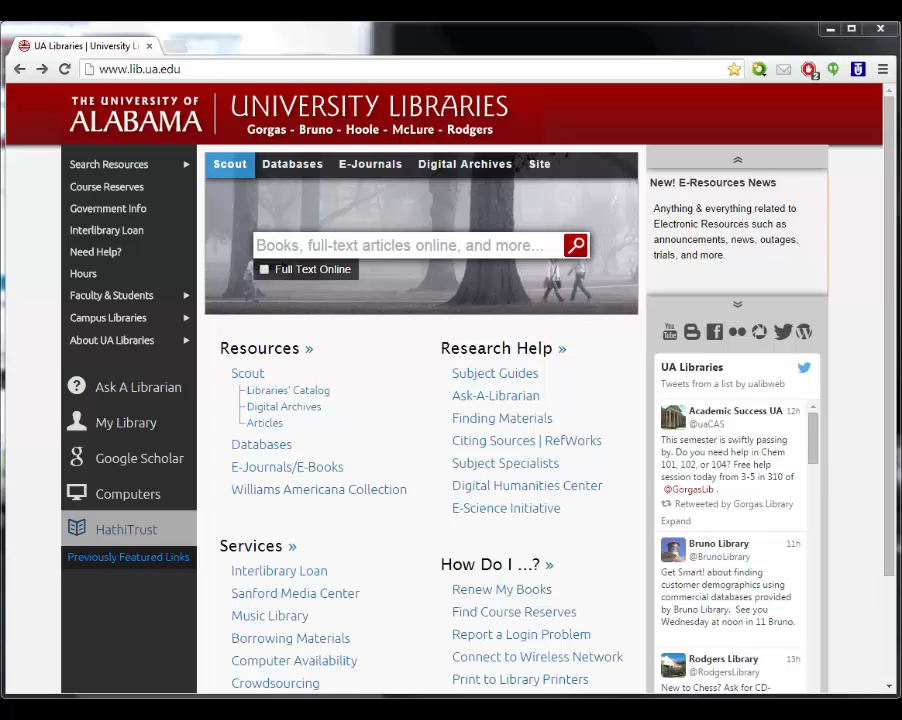 UA Libraries | University Li
www.lib.ua.edu
2
THE UNIVERSITY OF
ALABAMA
UNIVERSITY LIBRARIES
Gorgas - Bruno - Hoole - McLure - Rodgers
Search Resources
Course Reserves
Government Info
Interlibrary Loan
Need Help?
Hours
Faculty & Students
Campus Libraries
About UA Libraries
Ask A Librarian
My Library
Google Scholar
Computers
HathiTrust
Previously Featured Links
Scout Databases E-Journals Digital Archives Site
Books, full-text articles online, and more...
Full Text Online
Resources »
Scout
Libraries' Catalog
Digital Archives
Articles
Databases
E-Journals/E-Books
Williams Americana Collection
Services »
Interlibrary Loan
Sanford Media Center
Music Library
Borrowing Materials
Computer Availability
Crowdsourcing
Research Help »
Subject Guides
Ask-A-Librarian
Finding Materials
Citing Sources | RefWorks
Subject Specialists
Digital Humanities Center
E-Science Initiative
How Do I ...? »
Renew My Books
Find Course Reserves
Report a Login Problem
Connect to Wireless Network
Print to Library Printers
New! E-Resources News
Anything & everything related to
Electronic Resources such as
announcements, news, outages,
trials, and more.
You
Tube
UA Libraries
Tweets from a list by ualibweb
Academic Success UA 12h
@uaCAS
This semester is swiftly passing
by. Do you need help in Chem
101, 102, or 104? Free help
session today from 3-5 in 310 of
@GorgasLib .
Retweeted by Gorgas Library
Expand
Bruno Library 11h
@BrunoLibrary
Get Smart! about finding
customer demographics using
commercial databases provided
by Bruno Library. See you
Wednesday at noon in 11 Bruno.
Rodgers Library 13h
@RodgersLibrary
New to Chess? Ask for CD-